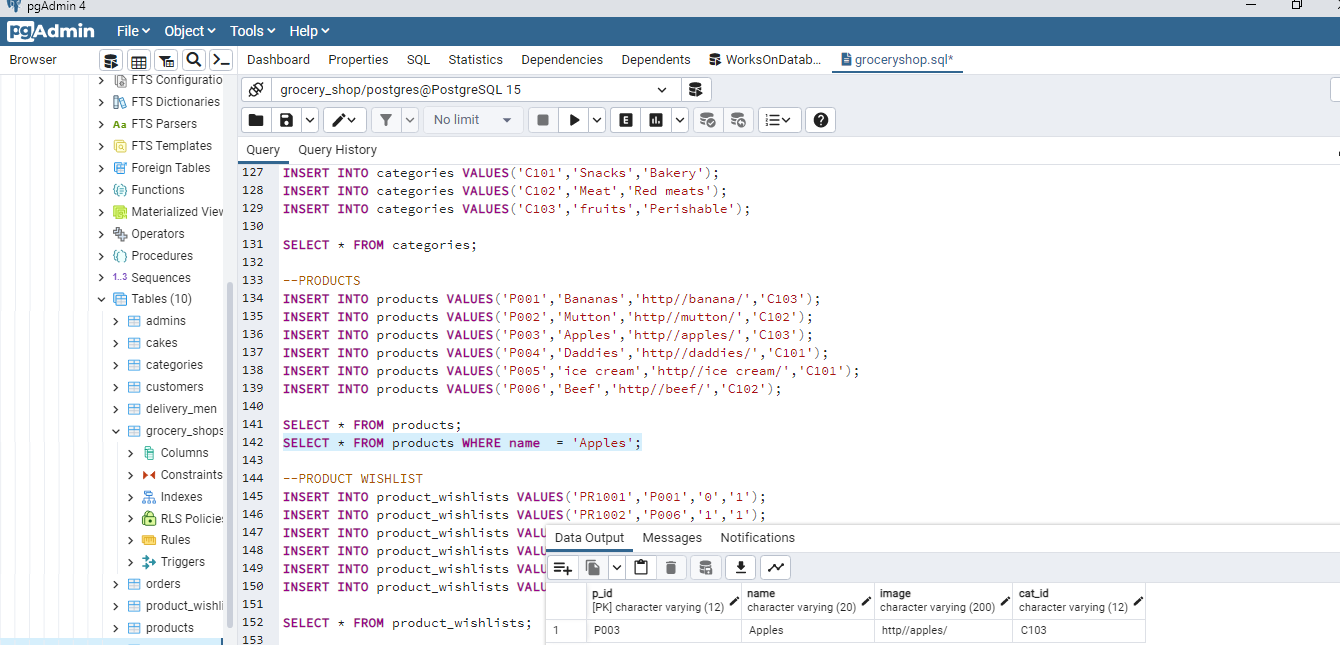 pgAdmin 4
pgAdmin File Object Tools Help
Browser Dashboard Properties SQL Statistics Dependencies Dependents WorksOnDatab... groceryshop.sql*
FTS Configuratio
FTS Dictionaries
Aa FTS Parsers
FTS Templates
Foreign Tables
Functions
Materialized View
Operators
Procedures
1..3 Sequences
Tables (10)
admins
cakes
categories
customers
delivery_men
grocery_shops
Columns
Constraints
Indexes
RLS Policies
Rules
Triggers
orders
product_wishli
products
grocery_shop/postgres@PostgreSQL 15
No limit E
Query Query History
127 INSERT INTO categories VALUES('C101','Snacks','Bakery');
128 INSERT INTO categories VALUES('C102','Meat','Red meats');
129 INSERT INTO categories VALUES('C103','fruits','Perishable');
130
131 SELECT * FROM categories;
132
133 --PRODUCTS
134 INSERT INTO products VALUES('P001','Bananas','http//banana/','C103');
135 INSERT INTO products VALUES('P002','Mutton','http//mutton/','C102');
136 INSERT INTO products VALUES('P003','Apples','http//apples/','C103');
137 INSERT INTO products VALUES('P004','Daddies','http//daddies/','C101');
138 INSERT INTO products VALUES('P005','ice cream','http//ice cream/','C101');
139 INSERT INTO products VALUES('P006','Beef','http//beef/','C102');
140
141 SELECT * FROM products;
142 SELECT * FROM products WHERE name  = 'Apples';
143
144 --PRODUCT WISHLIST
145 INSERT INTO product_wishlists VALUES('PR1001','P001','0','1');
146 INSERT INTO product_wishlists VALUES('PR1002','P006','1','1');
147 INSERT INTO product_wishlists VALU
148 INSERT INTO product_wishlists VALU
149 INSERT INTO product_wishlists VALU
150 INSERT INTO product_wishlists VALU
151
152 SELECT * FROM product_wishlists;
153
Data Output Messages Notifications
p_id name image cat_id
[PK] character varying (12) character varying (20) character varying (200) character varying (12)
1 P003 Apples http//apples/ C103